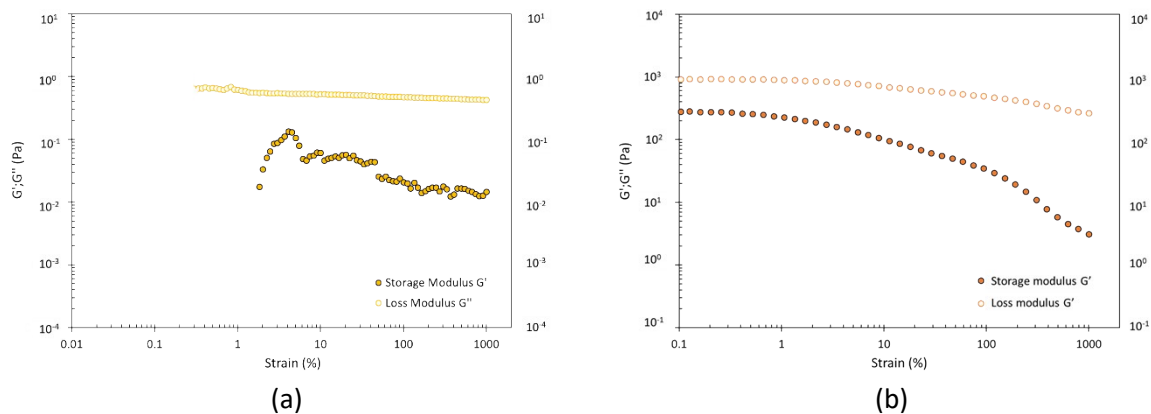 10¹
10⁰
10⁻¹
10⁻²
10⁻³
10⁻⁴
G';G'' (Pa)
10¹
10⁰
10⁻¹
10⁻²
10⁻³
10⁻⁴
Storage Modulus G'
Loss Modulus G''
0.01 0.1 1 10 100 1000
Strain (%)
(a)
10⁴
10³
10²
10¹
10⁰
10⁻¹
G';G'' (Pa)
10⁴
10³
10²
10¹
10⁰
10⁻¹
Storage modulus G’
Loss modulus G’
0.1 1 10 100 1000
Strain (%)
(b)